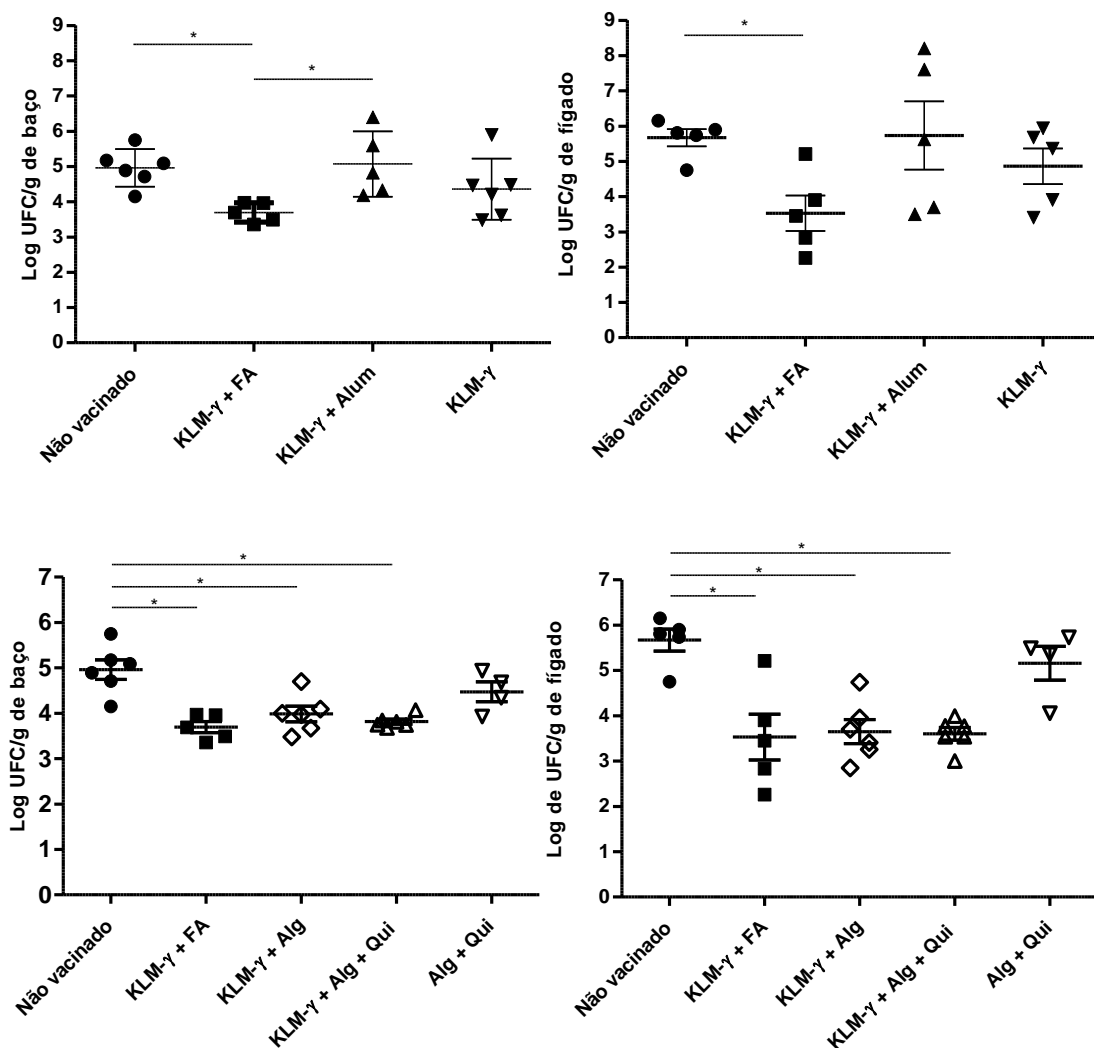 Log UFC/g de baço
9
8
7
6
5
4
3
2
1
0
*
*
Não vacinado
KLM-γ + FA
KLM-γ + Alum
KLM-γ
Log UFC/g de fígado
9
8
7
6
5
4
3
2
1
0
*
Não vacinado
KLM-γ + FA
KLM-γ + Alum
KLM-γ
Log UFC/g de baço
7
6
5
4
3
2
1
0
*
*
*
Não vacinado
KLM-γ + FA
KLM-γ + Alg
KLM-γ + Alg + Qui
Alg + Qui
Log de UFC/g de fígado
7
6
5
4
3
2
1
0
*
*
*
Não vacinado
KLM-γ + FA
KLM-γ + Alg
KLM-γ + Alg + Qui
Alg + Qui